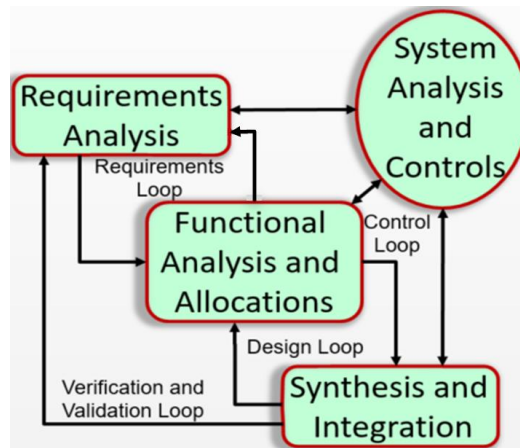 System
Analysis
and
Controls
Requirements
Analysis
Requirements
Loop
Functional
Analysis and
Allocations
Control
Loop
Design Loop
Verification and
Validation Loop
Synthesis and
Integration